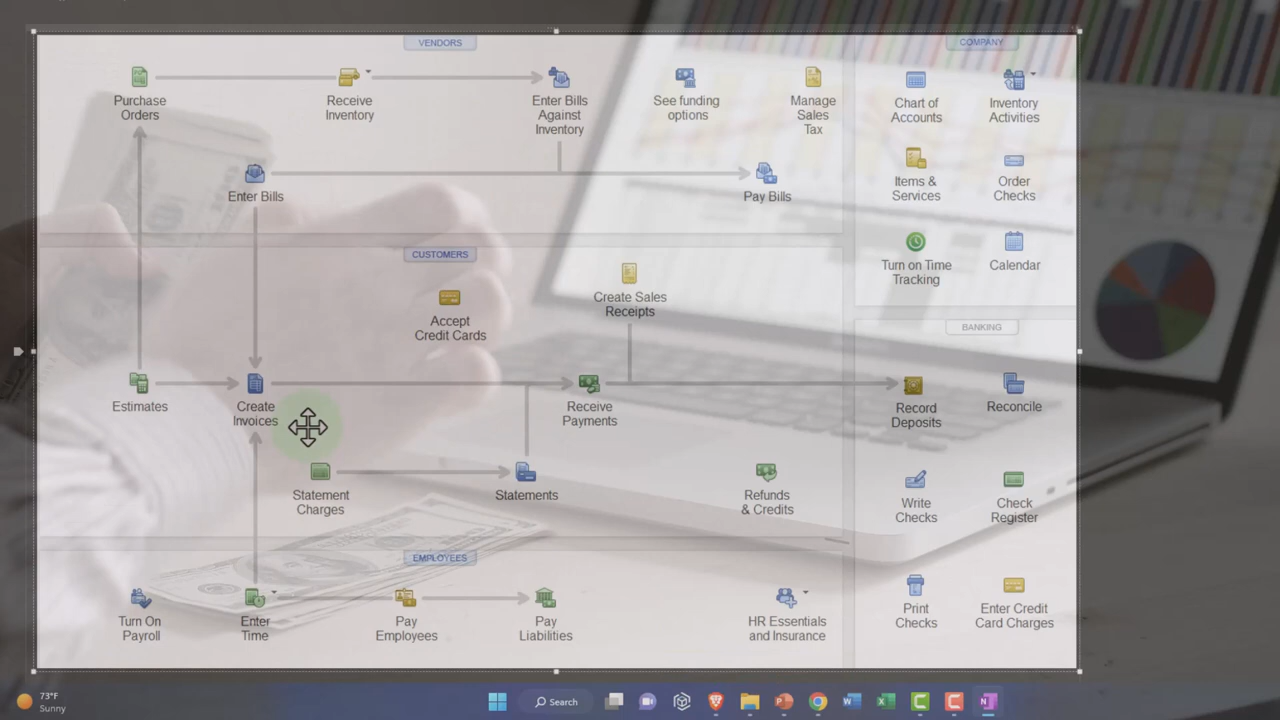 VENDORS
COMPANY
Purchase
Orders
Receive
Inventory
Enter Bills
Against
Inventory
See funding
options
Manage
Sales
Tax
Chart of
Accounts
Inventory
Activities
Enter Bills
Pay Bills
Items &
Services
Order
Checks
CUSTOMERS
Turn on Time
Tracking
Calendar
Accept
Credit Cards
Create Sales
Receipts
BANKING
Estimates
Create
Invoices
Receive
Payments
Record
Deposits
Reconcile
Statement
Charges
Statements
Refunds
& Credits
Write
Checks
Check
Register
EMPLOYEES
Turn On
Payroll
Enter
Time
Pay
Employees
Pay
Liabilities
HR Essentials
and Insurance
Print
Checks
Enter Credit
Card Charges
73°F
Sunny
Search